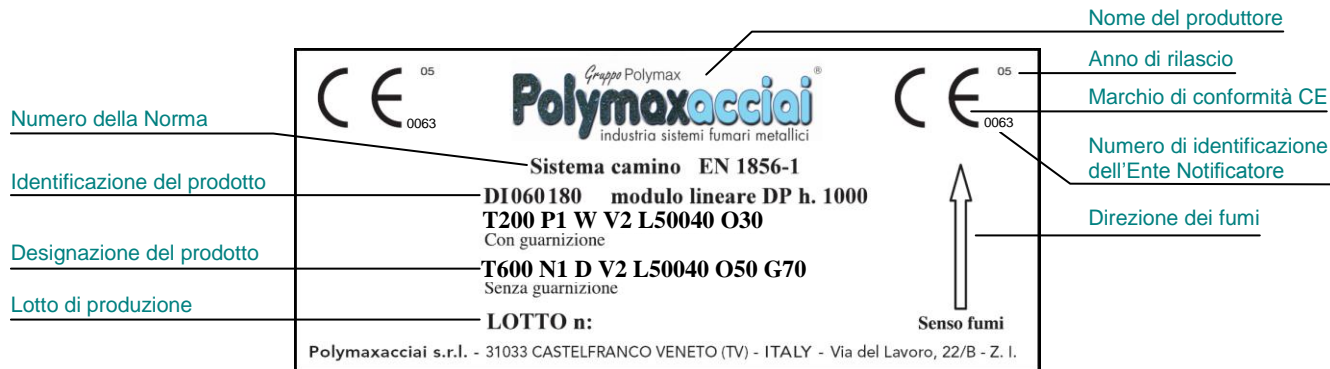 Nome del produttore
Anno di rilascio
Marchio di conformità CE
Numero di identificazione
dell'Ente Notificatore
Direzione dei fumi
Numero della Norma
Identificazione del prodotto
Designazione del prodotto
Lotto di produzione
CE 05
0063
Gruppo Polymax
Polymaxacciai®
industria sistemi fumari metallici
CE 05
0063
Sistema camino EN 1856-1
DI060180 modulo lineare DP h. 1000
T200 P1 W V2 L50040 O30
Con guarnizione
T600 N1 D V2 L50040 O50 G70
Senza guarnizione
LOTTO n:
Senso fumi
Polymaxacciai s.r.l. - 31033 CASTELFRANCO VENETO (TV) - ITALY - Via del Lavoro, 22/B - Z. I.